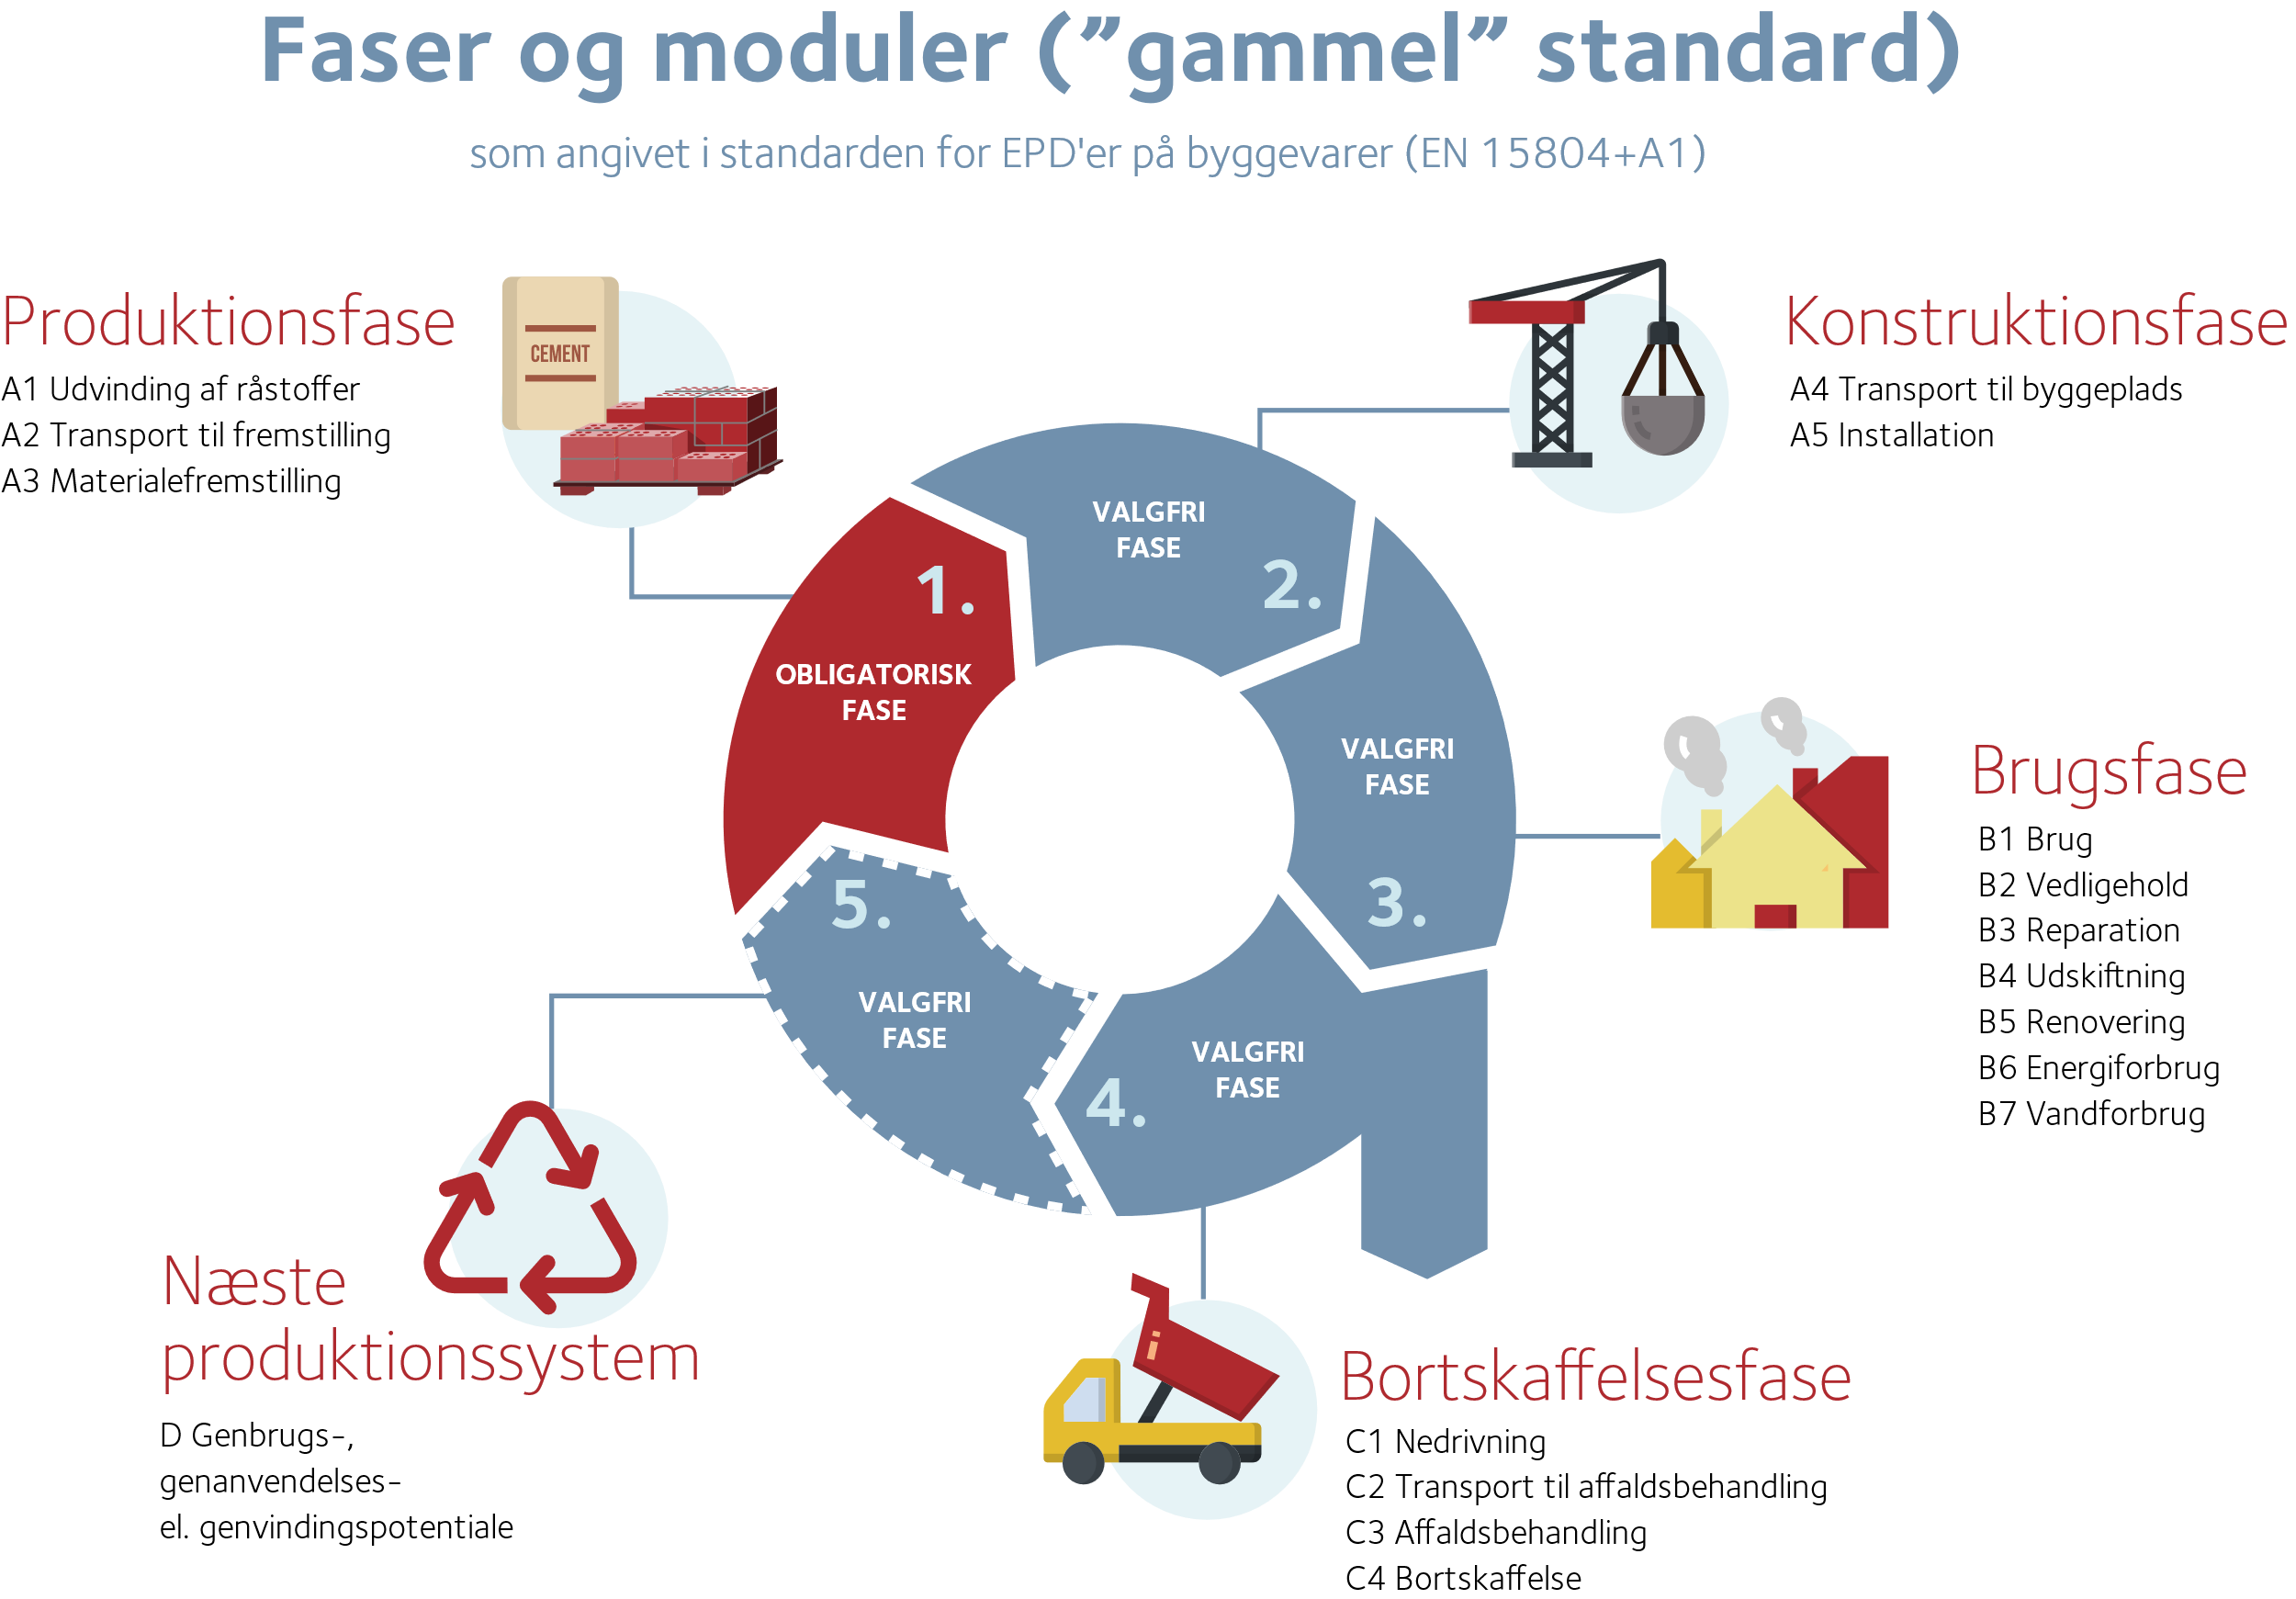 Faser og moduler (”gammel” standard)
som angivet i standarden for EPD'er på byggevarer (EN 15804+A1)
Produktionsfase
A1 Udvinding af råstoffer
A2 Transport til fremstilling
A3 Materialefremstilling
CEMENT
Konstruktionsfase
A4 Transport til byggeplads
A5 Installation
1.
OBLIGATORISK
FASE
VALGFRI
FASE
2.
VALGFRI
FASE
3.
Brugsfase
B1 Brug
B2 Vedligehold
B3 Reparation
B4 Udskiftning
B5 Renovering
B6 Energiforbrug
B7 Vandforbrug
VALGFRI
FASE
4.
Bortskaffelsesfase
C1 Nedrivning
C2 Transport til affaldsbehandling
C3 Affaldsbehandling
C4 Bortskaffelse
5.
VALGFRI
FASE
Næste
produktionssystem
D Genbrugs-,
genanvendelses-
el. genvindingspotentiale